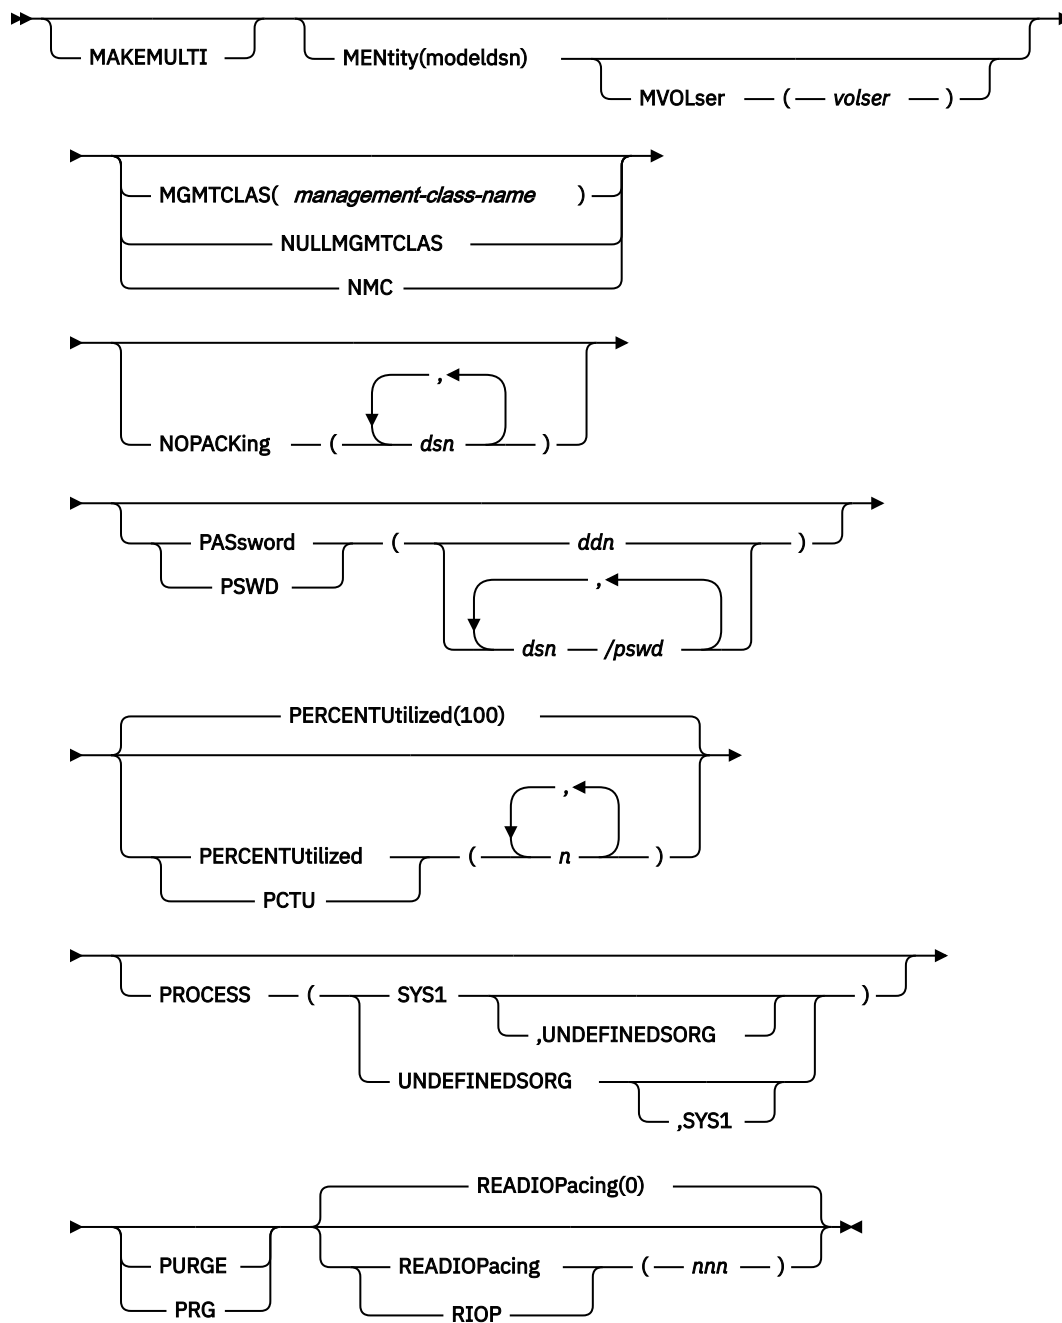 MAKEMULTI MENtity(modeldsn)
MVOLser ( volser )
MGMTCLAS( management-class-name )
NULLMGMTCLAS
NMC
,
NOPACKing ( dsn )
PASsword ( ddn )
PSWD ,
dsn /pswd
PERCENTUtilized(100)
,
PERCENTUtilized ( n )
PCTU
PROCESS ( SYS1 )
,UNDEFINEDSORG
UNDEFINEDSORG
,SYS1
READIOPacing(0)
PURGE READIOPacing ( nnn )
PRG RIOP